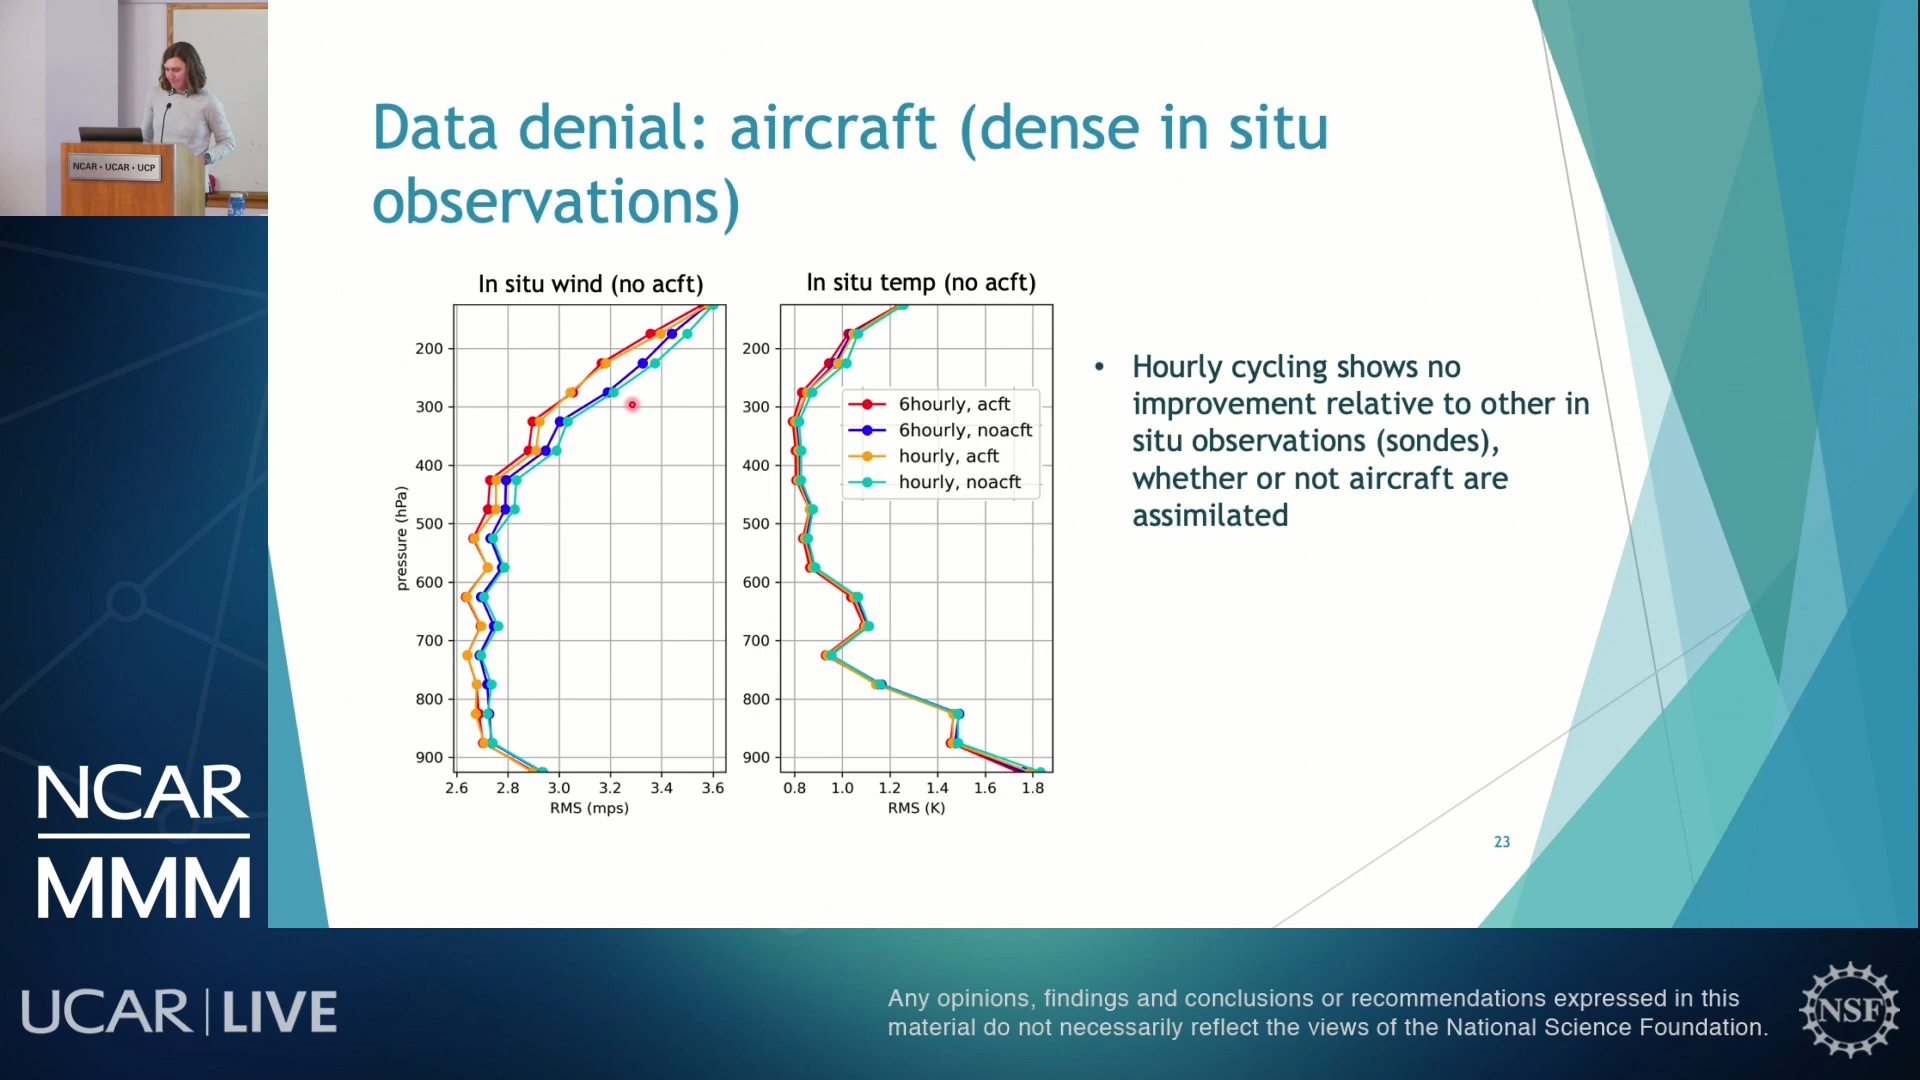 NCAR • UCAR • UCP
Data denial: aircraft (dense in situ
observations)
In situ wind (no acft)
200
300
400
500
600
700
800
900
pressure (hPa)
2.6 2.8 3.0 3.2 3.4 3.6
RMS (mps)
In situ temp (no acft)
200
300
400
500
600
700
800
900
6hourly, acft
6hourly, noacft
hourly, acft
hourly, noacft
0.8 1.0 1.2 1.4 1.6 1.8
RMS (K)
• Hourly cycling shows no
improvement relative to other in
situ observations (sondes),
whether or not aircraft are
assimilated
23
NCAR
MMM
UCAR | LIVE
Any opinions, findings and conclusions or recommendations expressed in this
material do not necessarily reflect the views of the National Science Foundation.
NSF